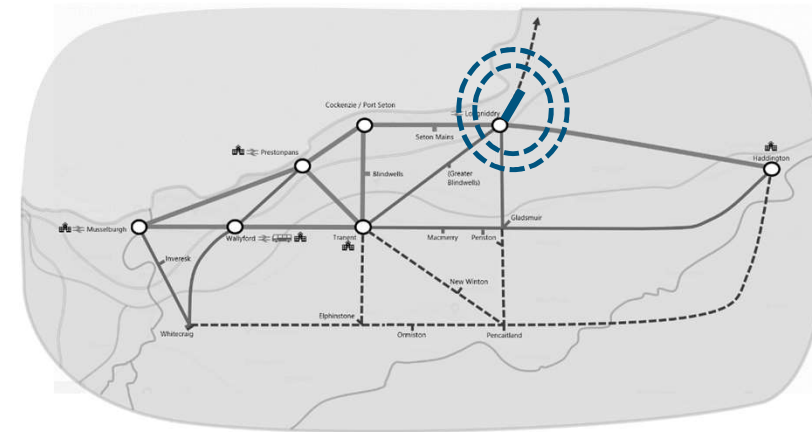 Cockenzie / Port Seton
Longniddry
Seton Mains
Prestonpans
Haddington
Blindwells
(Greater
Blindwells)
Gladsmuir
Musselburgh
Wallyford
Tranent
Macmerry
Penston
Inveresk
New Winton
Elphinstone
Whitecraig
Ormiston
Pencaitland